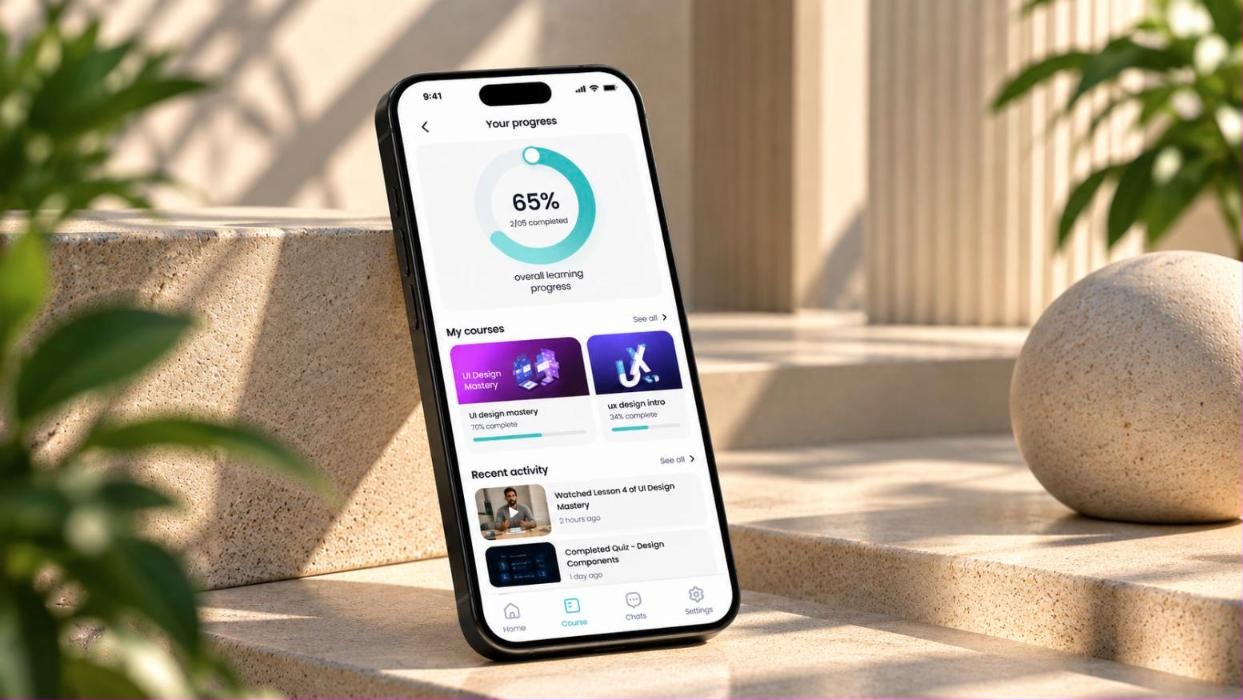 9:41
Your progress
65%
2/05 completed
overall learning
progress
My courses
See all
UI Design
Mastery
UX
UI design mastery
70% complete
ux design intro
34% complete
Recent activity
See all
Watched Lesson 4 of UI Design
Mastery
2 hours ago
Completed Quiz - Design
Components
1 day ago
Home
Course
Chats
Settings